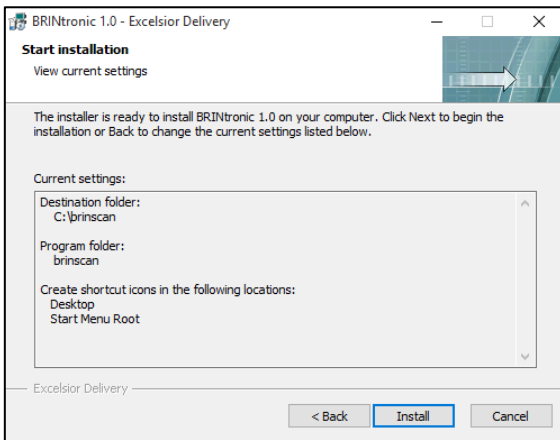 BRINtronic 1.0 - Excelsior Delivery
Start installation
View current settings
The installer is ready to install BRINtronic 1.0 on your computer. Click Next to begin the
installation or Back to change the current settings listed below.
Current settings:
Destination folder:
C:\brinscan
Program folder:
brinscan
Create shortcut icons in the following locations:
Desktop
Start Menu Root
Excelsior Delivery
< Back Install Cancel